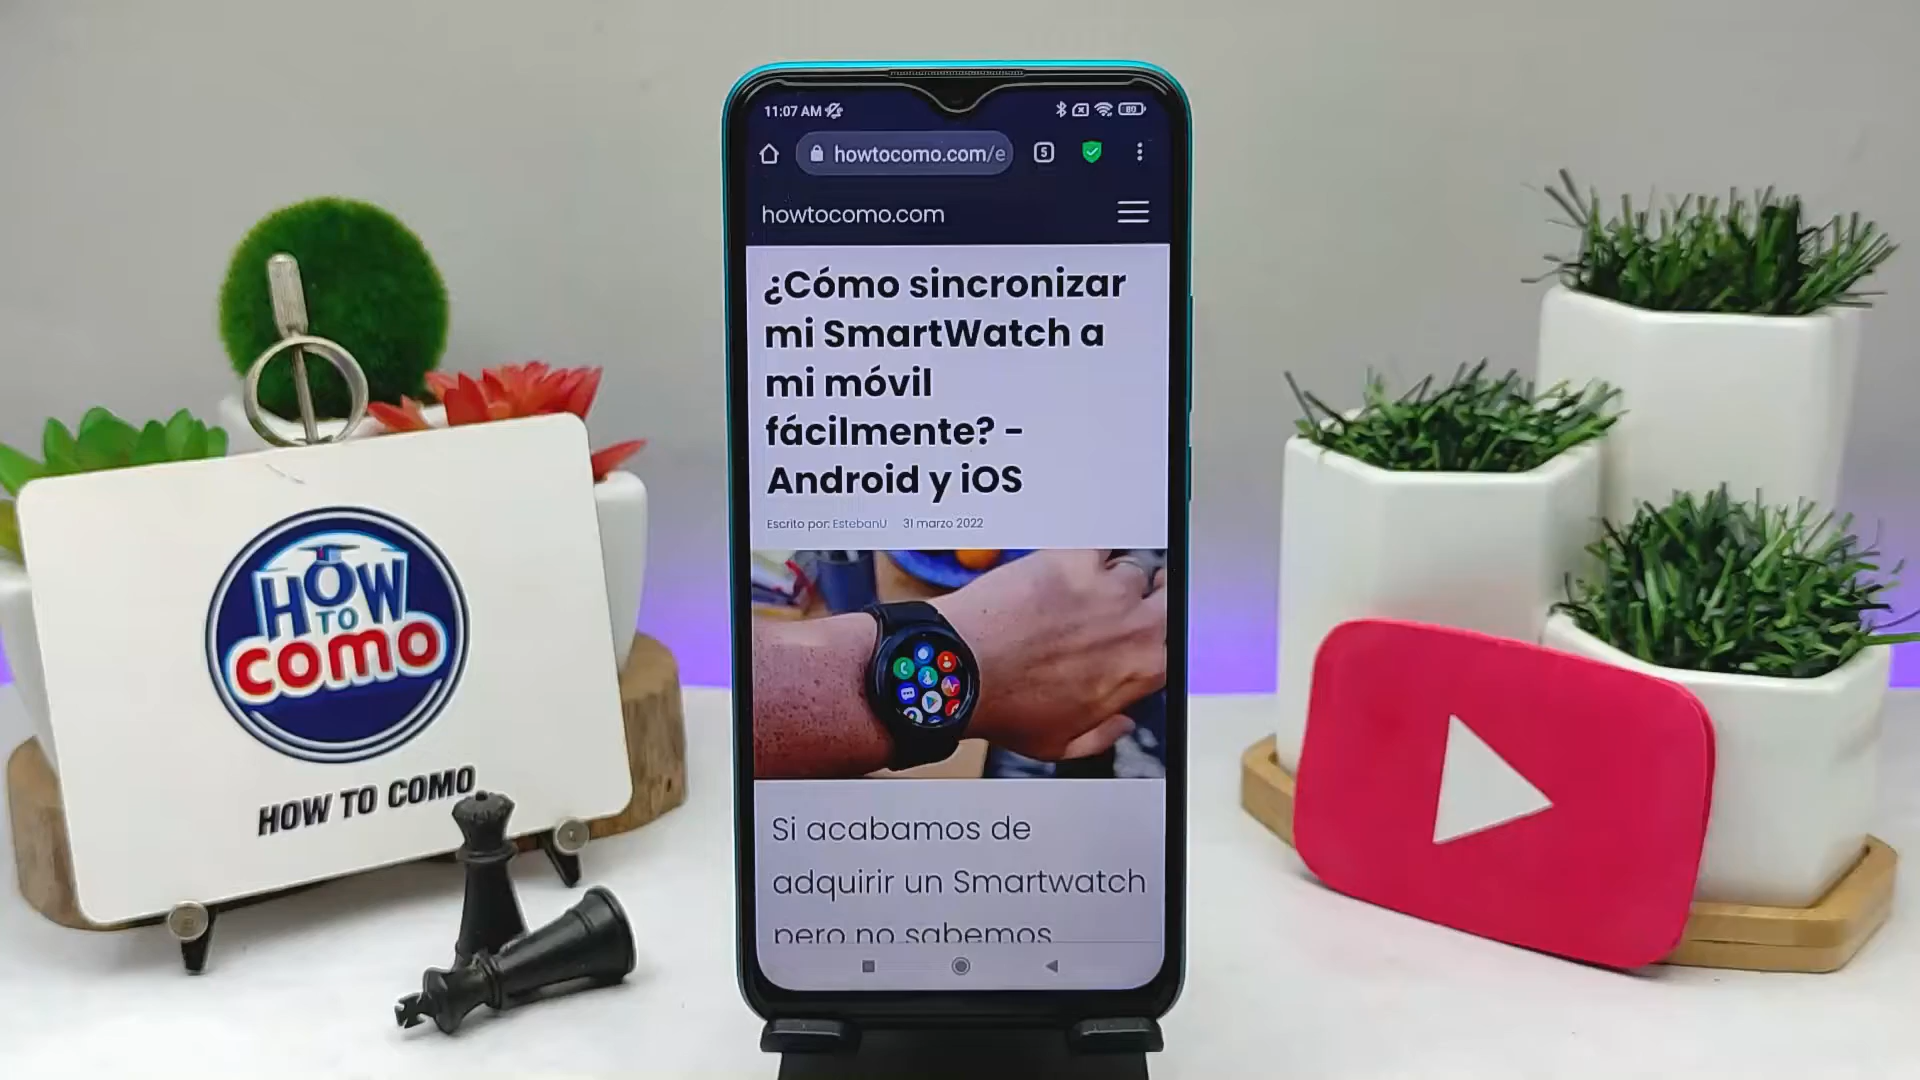 11:07 AM
80
howtocomo.com/e
5
howtocomo.com
¿Cómo sincronizar
mi SmartWatch a
mi móvil
fácilmente? -
Android y iOS
Escrito por: EstebanU 31 marzo 2022
Si acabamos de
adquirir un Smartwatch
pero no sabemos
HOW
TO
como
HOW TO COMO